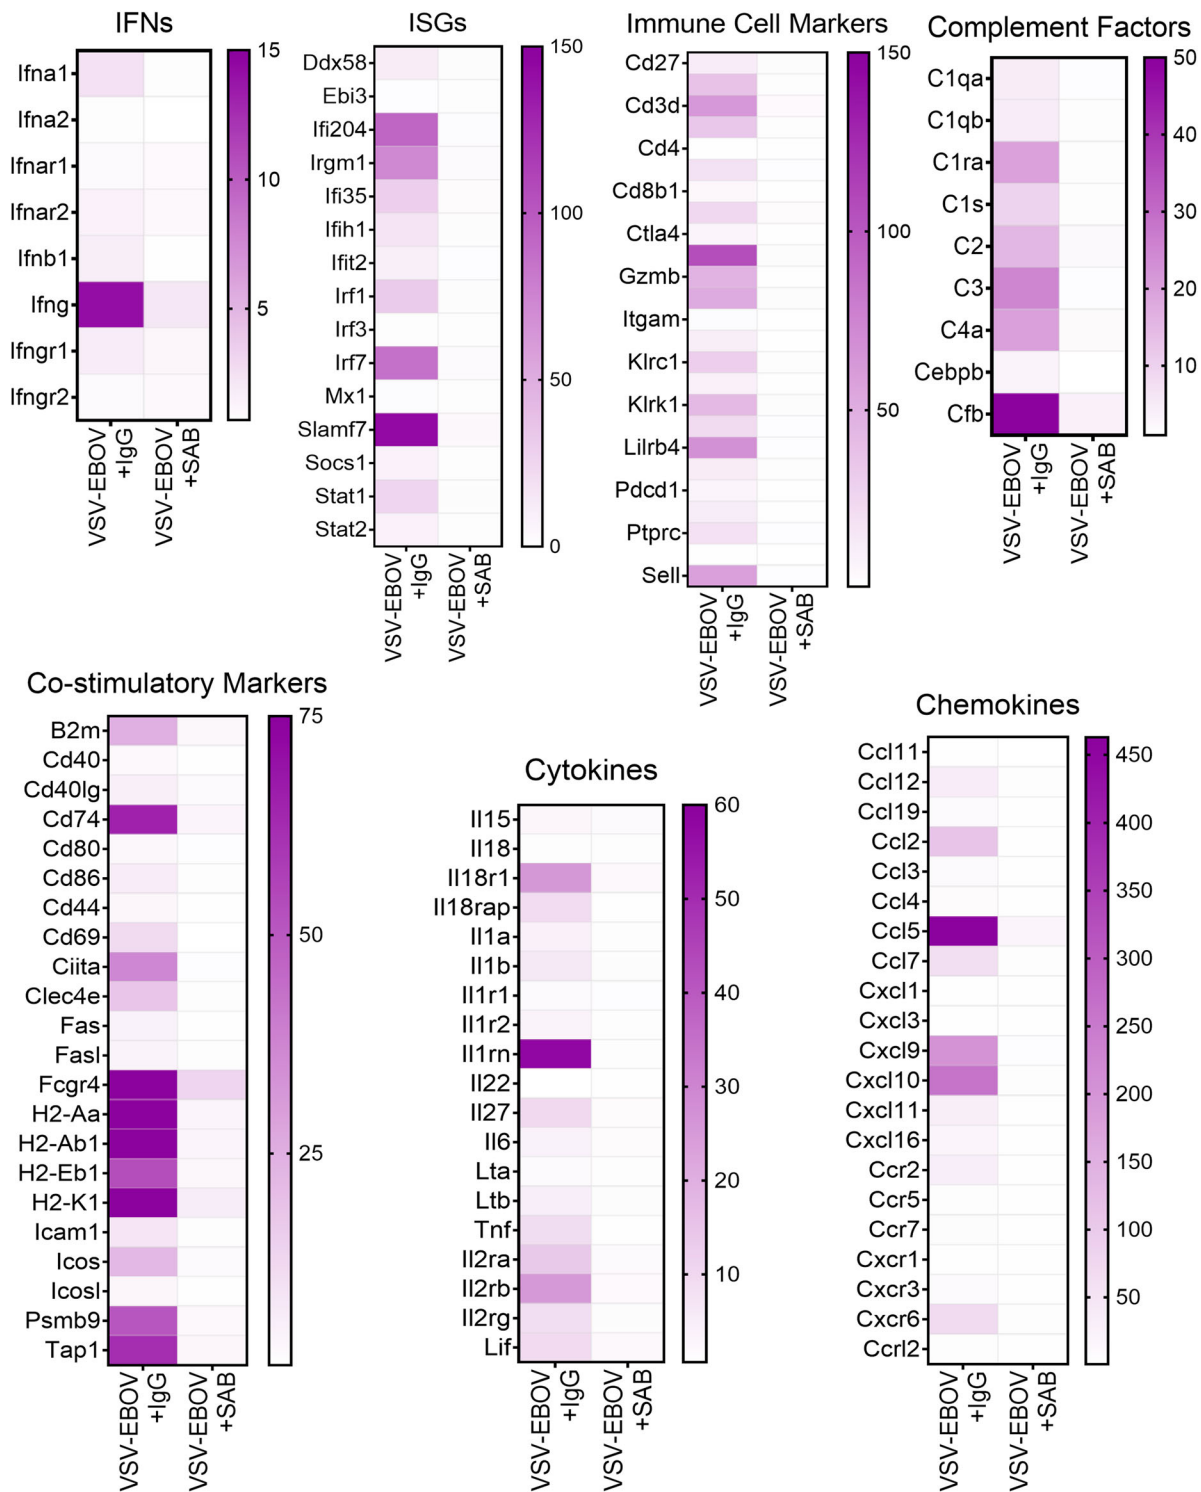 IFNs
Ifna1
Ifna2
Ifnar1
Ifnar2
Ifnb1
Ifng
Ifngr1
Ifngr2
15
10
5
VSV-EBOV
+IgG
VSV-EBOV
+SAB
ISGs
Ddx58
Ebi3
Ifi204
Irgm1
Ifi35
Ifih1
Ifit2
Irf1
Irf3
Irf7
Mx1
Slamf7
Socs1
Stat1
Stat2
150
100
50
0
VSV-EBOV
+IgG
VSV-EBOV
+SAB
Immune Cell Markers
Cd27
Cd3d
Cd4
Cd8b1
Ctla4
Gzmb
Itgam
Klrc1
Klrk1
Lilrb4
Pdcd1
Ptprc
Sell
150
100
50
VSV-EBOV
+IgG
VSV-EBOV
+SAB
Complement Factors
C1qa
C1qb
C1ra
C1s
C2
C3
C4a
Cebpb
Cfb
50
40
30
20
10
VSV-EBOV
+IgG
VSV-EBOV
+SAB
Co-stimulatory Markers
B2m
Cd40
Cd40lg
Cd74
Cd80
Cd86
Cd44
Cd69
Ciita
Clec4e
Fas
Fasl
Fcgr4
H2-Aa
H2-Ab1
H2-Eb1
H2-K1
Icam1
Icos
Icosl
Psmb9
Tap1
75
50
25
VSV-EBOV
+IgG
VSV-EBOV
+SAB
Cytokines
Il15
Il18
Il18r1
Il18rap
Il1a
Il1b
Il1r1
Il1r2
Il1rn
Il22
Il27
Il6
Lta
Ltb
Tnf
Il2ra
Il2rb
Il2rg
Lif
60
50
40
30
20
10
VSV-EBOV
+IgG
VSV-EBOV
+SAB
Chemokines
Ccl11
Ccl12
Ccl19
Ccl2
Ccl3
Ccl4
Ccl5
Ccl7
Cxcl1
Cxcl3
Cxcl9
Cxcl10
Cxcl11
Cxcl16
Ccr2
Ccr5
Ccr7
Cxcr1
Cxcr3
Cxcr6
Ccrl2
450
400
350
300
250
200
150
100
50
VSV-EBOV
+IgG
VSV-EBOV
+SAB